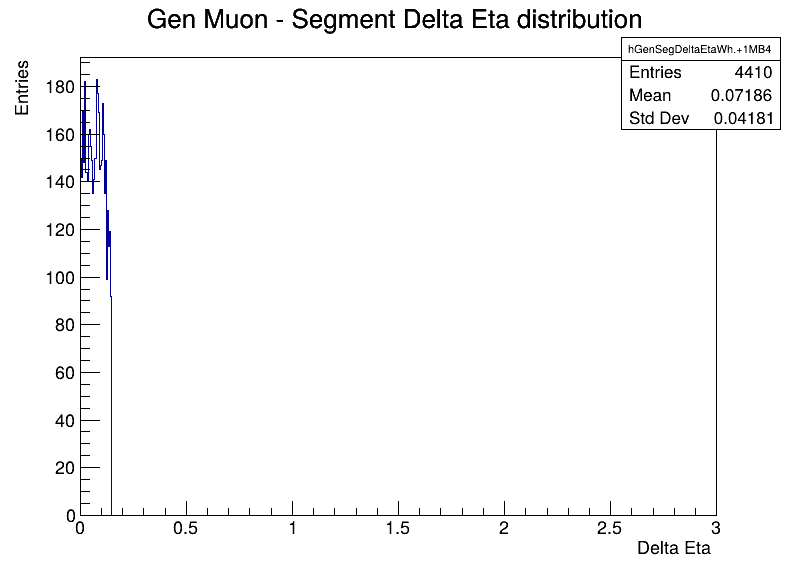 Gen Muon - Segment Delta Eta distribution
hGenSegDeltaEtaWh.+1MB4
Entries 4410
Mean 0.07186
Std Dev 0.04181
Entries
180
160
140
120
100
80
60
40
20
0
0 0.5 1 1.5 2 2.5 3
Delta Eta